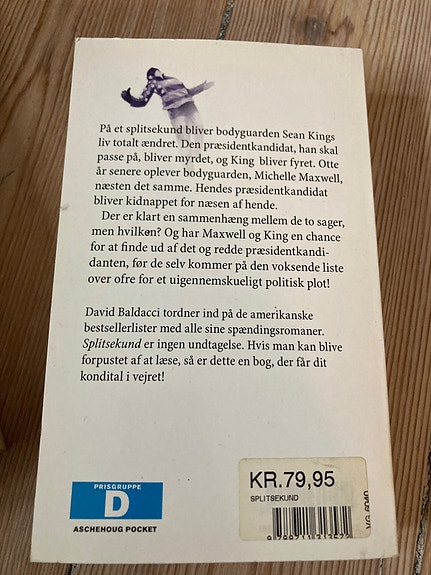 På et splitsekund bliver bodyguarden Sean Kings
liv totalt ændret. Den præsidentkandidat, han skal
passe på, bliver myrdet, og King bliver fyret. Otte
år senere oplever bodyguarden, Michelle Maxwell,
næsten det samme. Hendes præsidentkandidat
bliver kidnappet for næsen af hende.
Der er klart en sammenhæng mellem de to sager,
men hvilken? Og har Maxwell og King en chance
for at finde ud af det og redde præsidentkandi-
danten, før de selv kommer på den voksende liste
over ofre for et uigennemskueligt politisk plot!
David Baldacci tordner ind på de amerikanske
bestsellerlister med alle sine spændingsromaner.
Splitsekund er ingen undtagelse. Hvis man kan blive
forpustet af at læse, så er dette en bog, der får dit
kondital i vejret!
PRISGRUPPE
D
ASCHEHOUG POCKET
KR.79,95
SPLITSEKUND
VG 6040